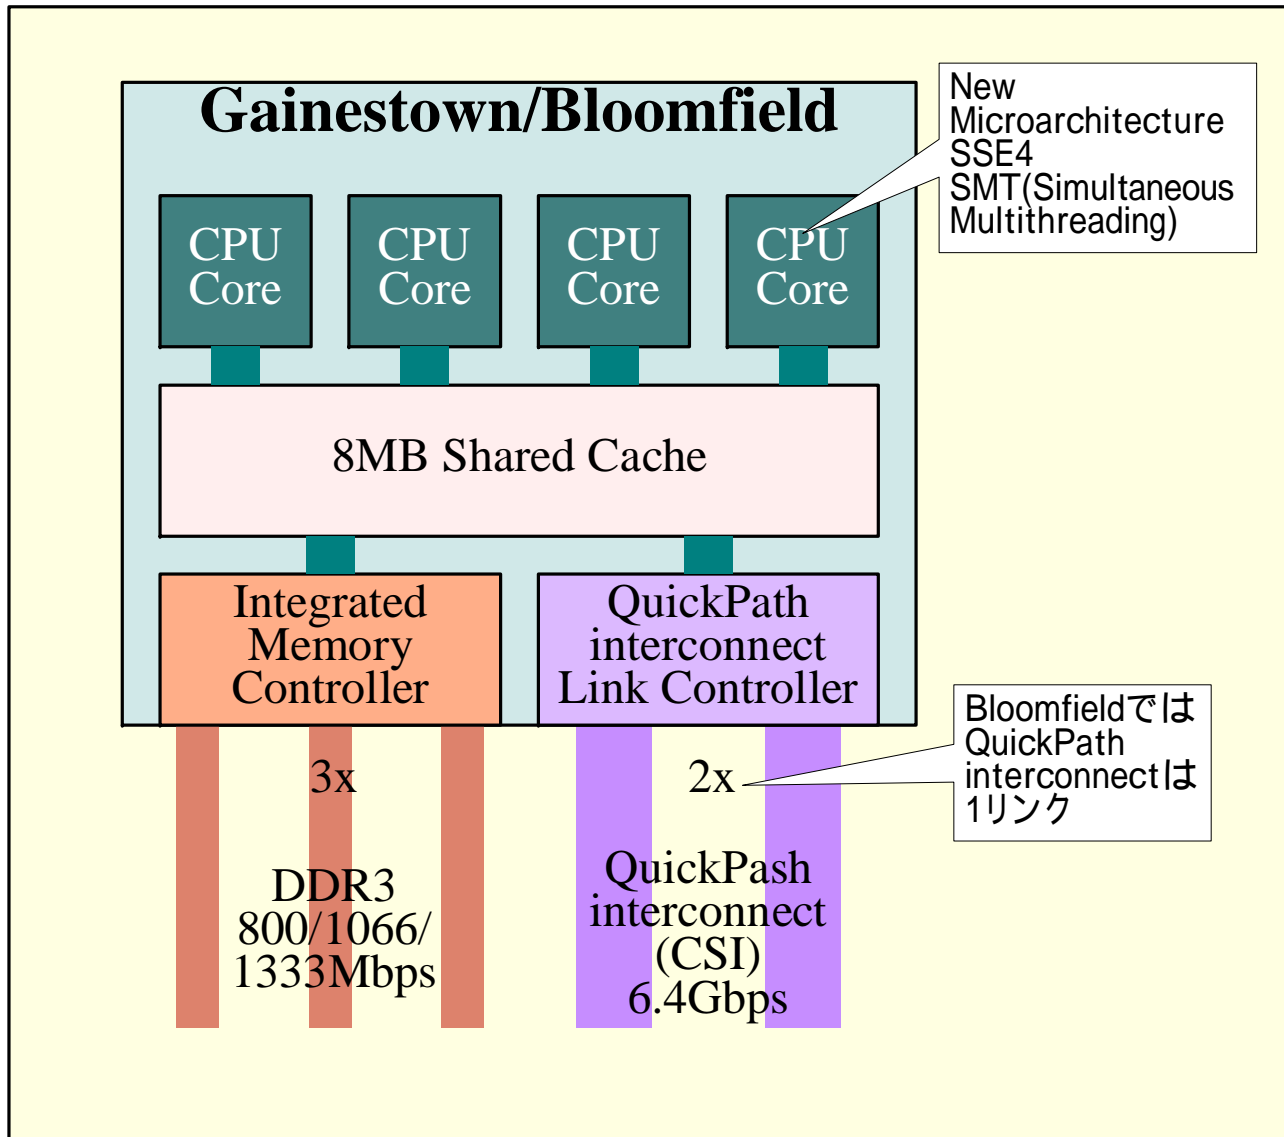 Gainestown/Bloomfield
New
Microarchitecture
SSE4
SMT(Simultaneous
Multithreading)
CPU
Core
CPU
Core
CPU
Core
CPU
Core
8MB Shared Cache
Integrated
Memory
Controller
QuickPath
interconnect
Link Controller
3x
2x
Bloomfieldでは
QuickPath
interconnectは
1リンク
DDR3
800/1066/
1333Mbps
QuickPash
interconnect
(CSI)
6.4Gbps